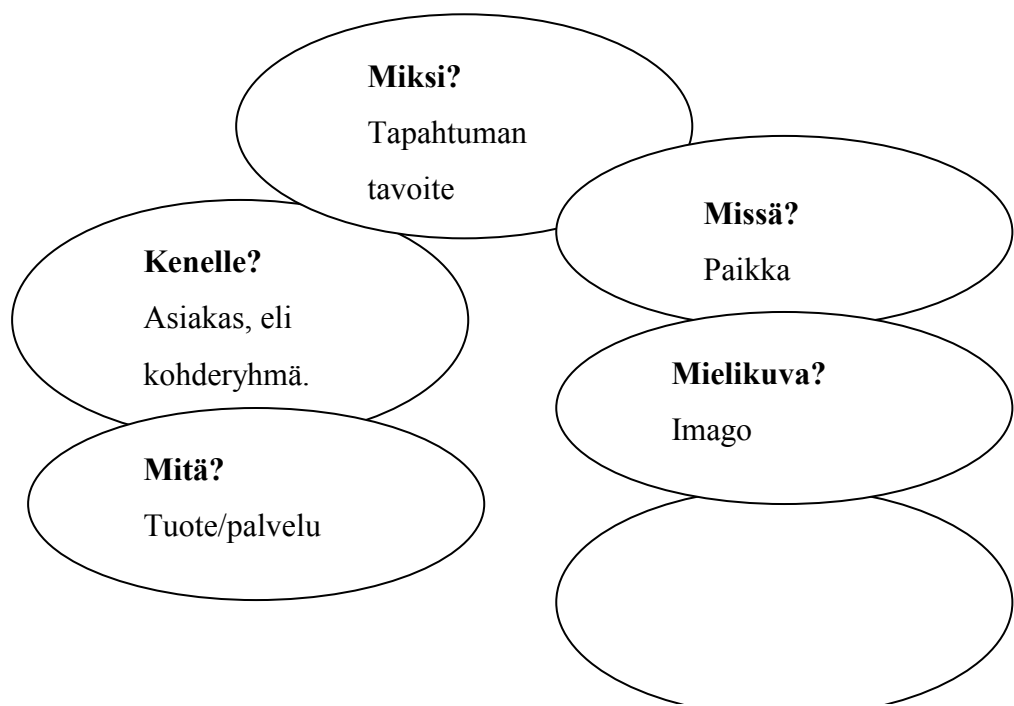 Miksi?
Tapahtuman
tavoite
Missä?
Paikka
Kenelle?
Asiakas, eli
kohderyhmä.
Mielikuva?
Imago
Mitä?
Tuote/palvelu